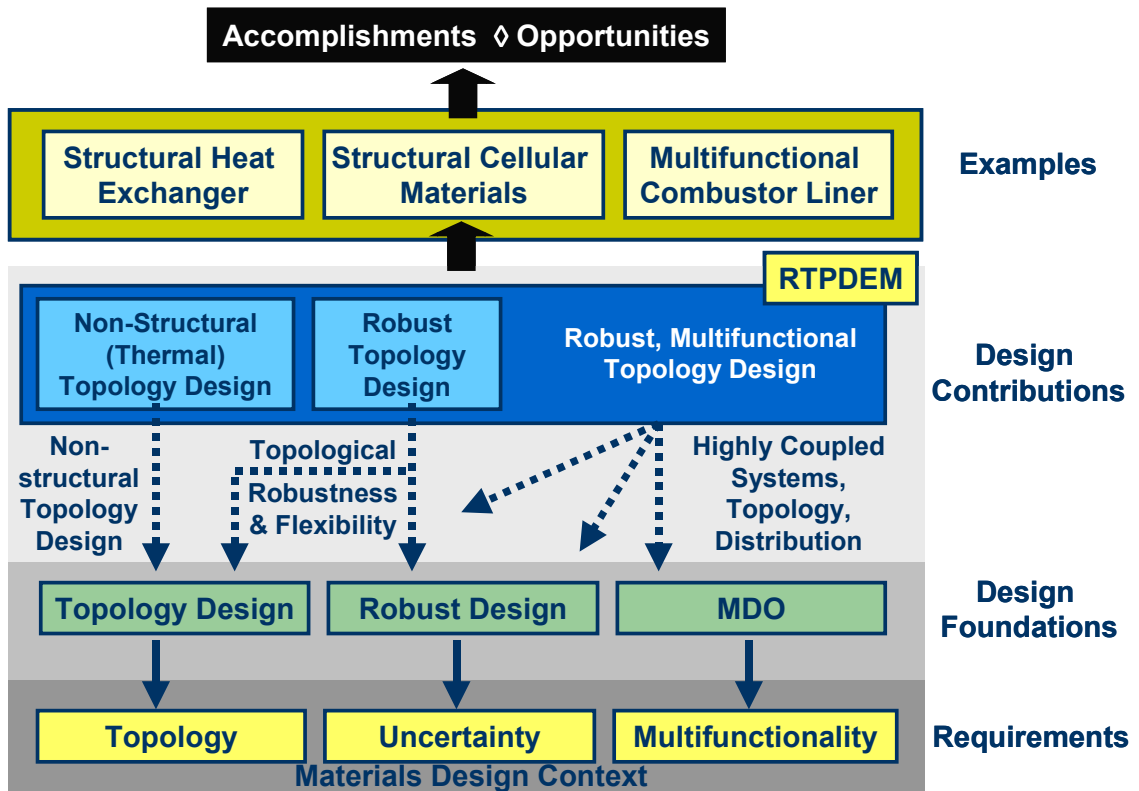 Accomplishments ◊ Opportunities
Structural Heat
Exchanger
Structural Cellular
Materials
Multifunctional
Combustor Liner
Examples
RTPDEM
Non-Structural
(Thermal)
Topology Design
Robust
Topology
Design
Robust, Multifunctional
Topology Design
Design
Contributions
Non-
structural
Topology
Design
Topological
Robustness
& Flexibility
Highly Coupled
Systems,
Topology,
Distribution
Topology Design
Robust Design
MDO
Design
Foundations
Topology
Uncertainty
Multifunctionality
Requirements
Materials Design Context